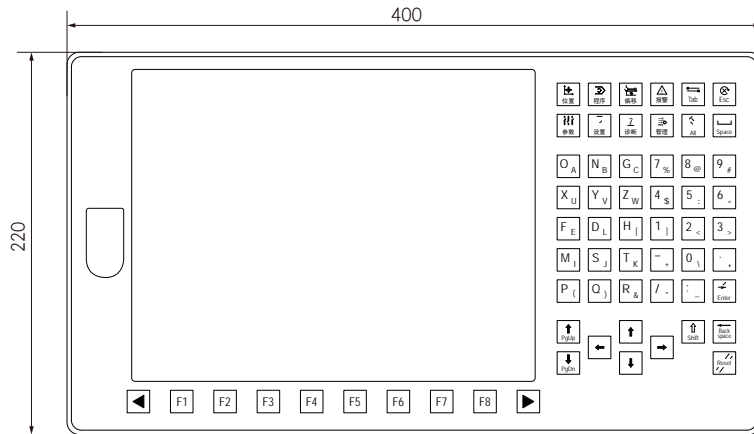 400
220
位置 程序 偏移 报警 Tab Esc
参数 设置 诊断 管理 Alt Space
O A N B G C 7 % 8 @ 9 #
X U Y V Z W 4 $ 5 : 6 =
F E D L H [ 1 ] 2 < 3 >
M I S J T K - + 0 \ . ,
P ( Q ) R & / * ; _ Enter
PgUp Shift Back space
PgDn Reset
F1 F2 F3 F4 F5 F6 F7 F8